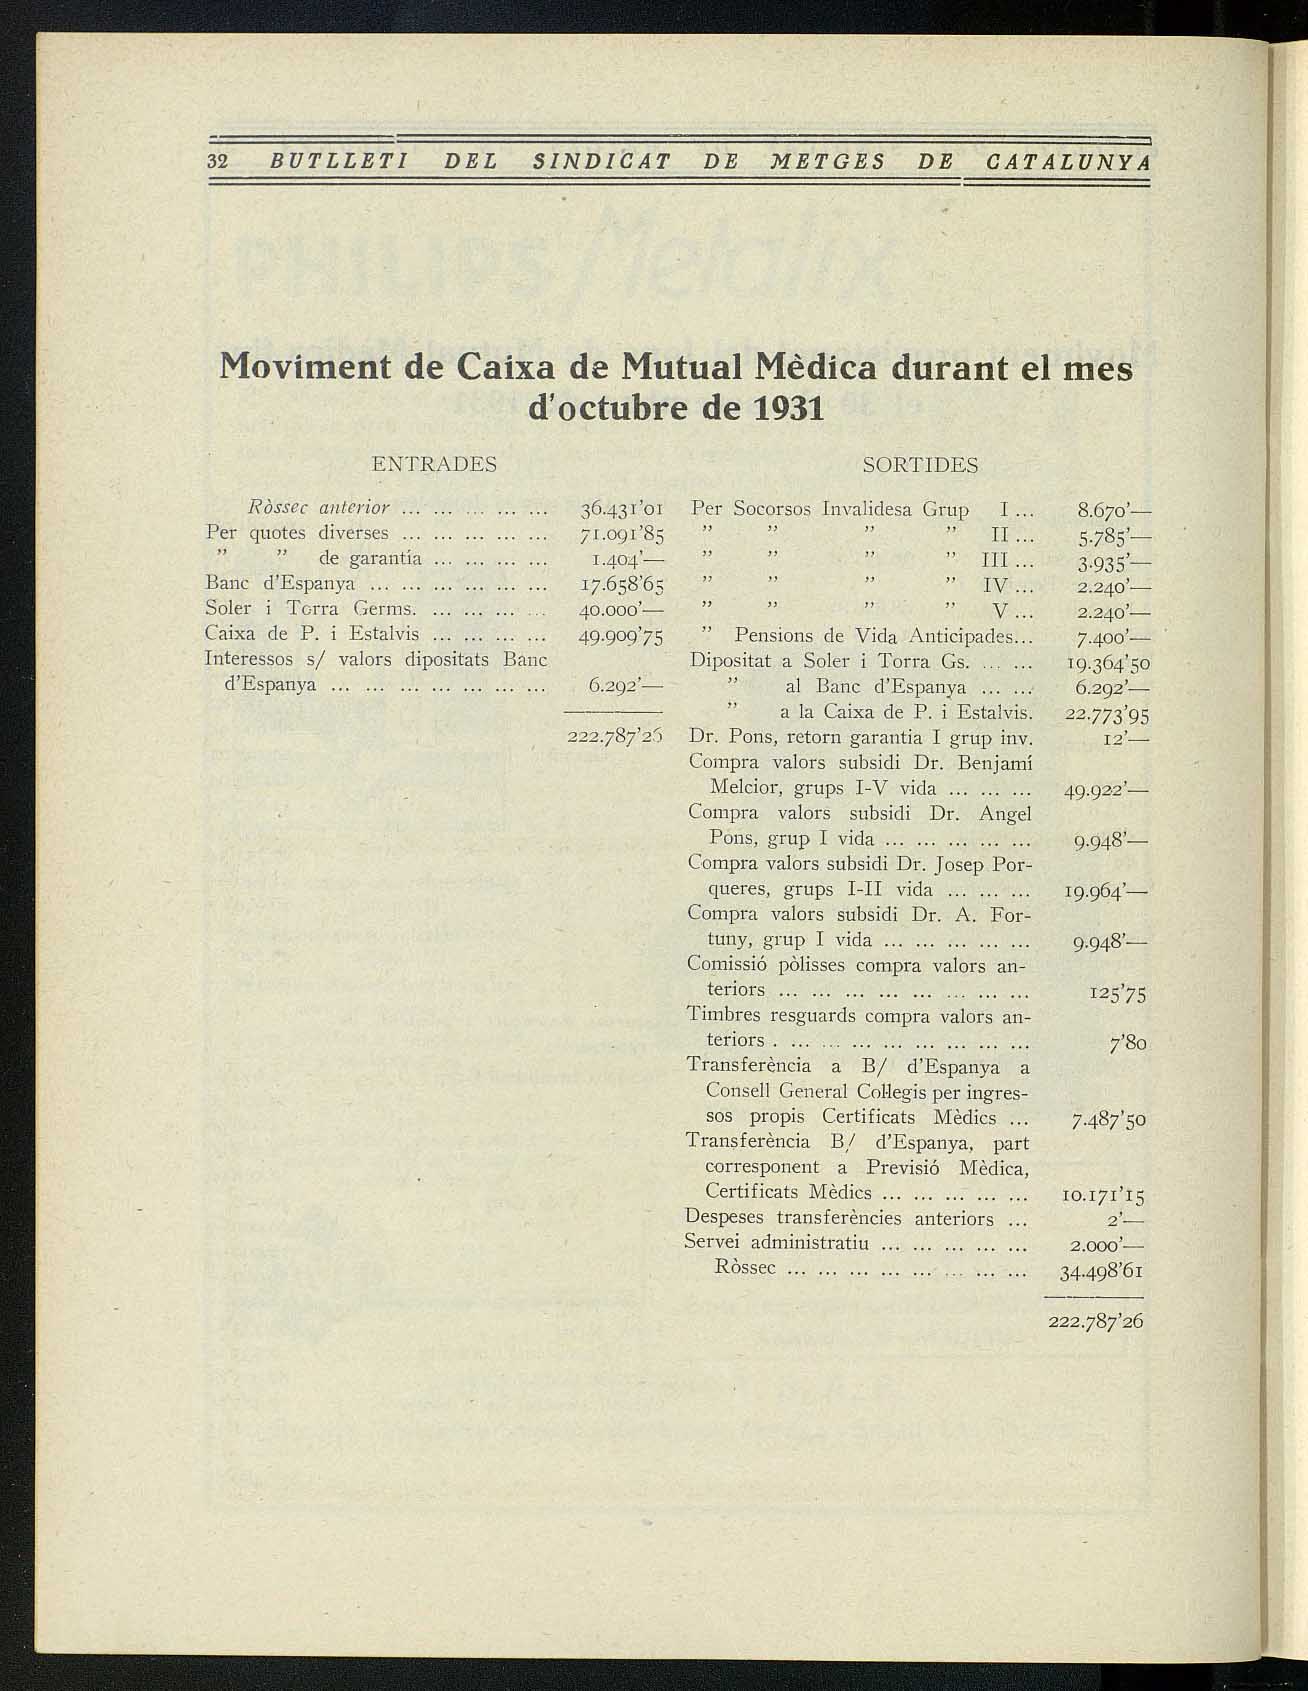 32 BUTLLETI DEL SINDICAT DE METGES DE CATALUNYA
Moviment de Caixa de Mutual Mèdica durant el mes
d'octubre de 1931
ENTRADES
Ròssec anterior ... ... ... ... ... 36.431'01
Per quotes diverses ... ... ... ... ... 71.091'85
” ” de garantia ... ... ... ... 1.404'—
Banc d'Espanya ... ... ... ... ... ... 17.658'65
Soler i Torra Germs. ... ... ... ... 40.000'—
Caixa de P. i Estalvis ... ... ... ... 49.909'75
Interessos s/ valors dipositats Banc
d'Espanya ... ... ... ... ... ... ... 6.292'—
222.787'26
SORTIDES
Per Socorsos Invalidesa Grup I ... 8.670'—
” ” ” ” II ... 5.785'—
” ” ” ” III ... 3.935'—
” ” ” ” IV ... 2.240'—
” ” ” ” V ... 2.240'—
” Pensions de Vida Anticipades... 7.400'—
Dipositat a Soler i Torra Gs. ... ... 19.364'50
” al Banc d'Espanya ... ... 6.292'—
” a la Caixa de P. i Estalvis. 22.773'95
Dr. Pons, retorn garantia I grup inv. 12'—
Compra valors subsidi Dr. Benjamí
Melcior, grups I-V vida ... ... ... 49.922'—
Compra valors subsidi Dr. Angel
Pons, grup I vida ... ... ... ... ... 9.948'—
Compra valors subsidi Dr. Josep Por-
queres, grups I-II vida ... ... ... 19.964'—
Compra valors subsidi Dr. A. For-
tuny, grup I vida ... ... ... ... ... 9.948'—
Comissió pòlisses compra valors an-
teriors ... ... ... ... ... ... ... ... 125'75
Timbres resguards compra valors an-
teriors . ... ... ... ... ... ... ... ... 7'80
Transferència a B/ d'Espanya a
Consell General Col·legis per ingres-
sos propis Certificats Mèdics ... 7.487'50
Transferència B/ d'Espanya, part
corresponent a Previsió Mèdica,
Certificats Mèdics ... ... ... ... ... 10.171'15
Despeses transferències anteriors ... 2'—
Servei administratiu ... ... ... ... ... 2.000'—
Ròssec ... ... ... ... ... ... ... ... 34.498'61
222.787'26